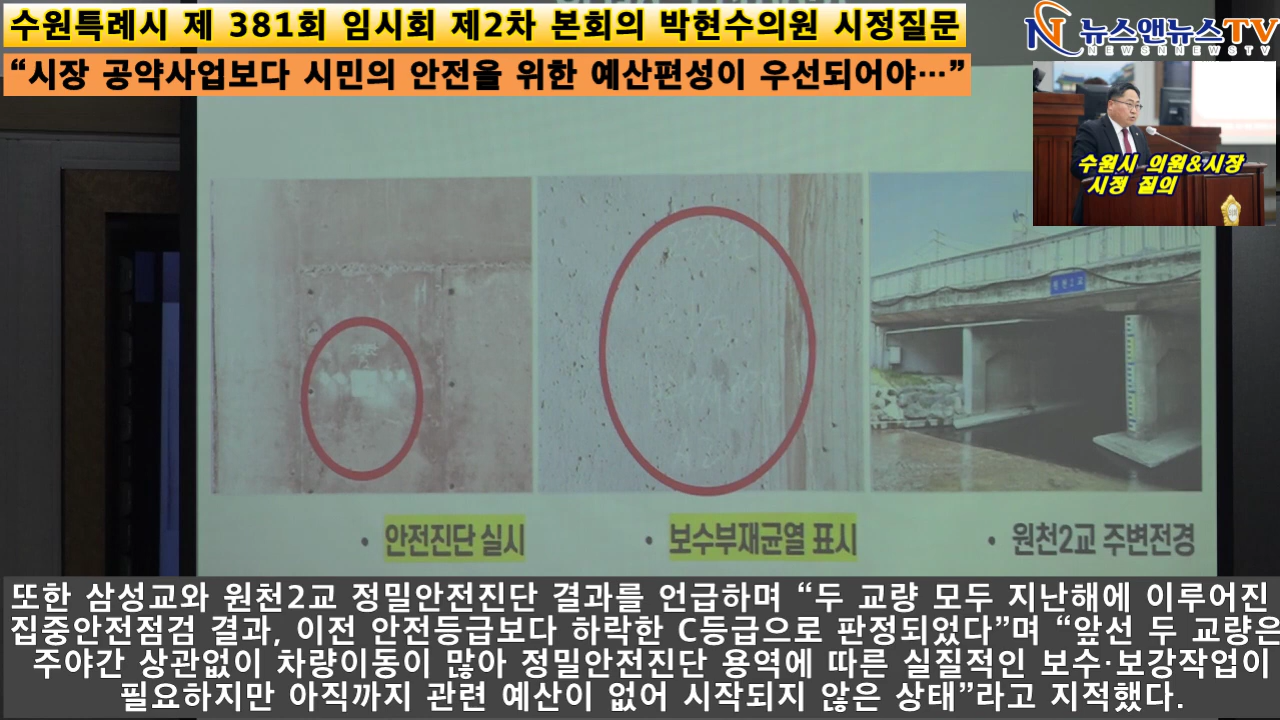 수원특례시 제 381회 임시회 제2차 본회의 박현수의원 시정질문
“시장 공약사업보다 시민의 안전을 위한 예산편성이 우선되어야…”
뉴스앤뉴스TV
NEWSNNEWSTV
수원시 의원&시장
시정 질의
원천2교
• 안전진단 실시
• 보수부재균열 표시
• 원천2교 주변전경
또한 삼성교와 원천2교 정밀안전진단 결과를 언급하며 “두 교량 모두 지난해에 이루어진
집중안전점검 결과, 이전 안전등급보다 하락한 C등급으로 판정되었다”며 “앞선 두 교량은
주야간 상관없이 차량이동이 많아 정밀안전진단 용역에 따른 실질적인 보수·보강작업이
필요하지만 아직까지 관련 예산이 없어 시작되지 않은 상태”라고 지적했다.